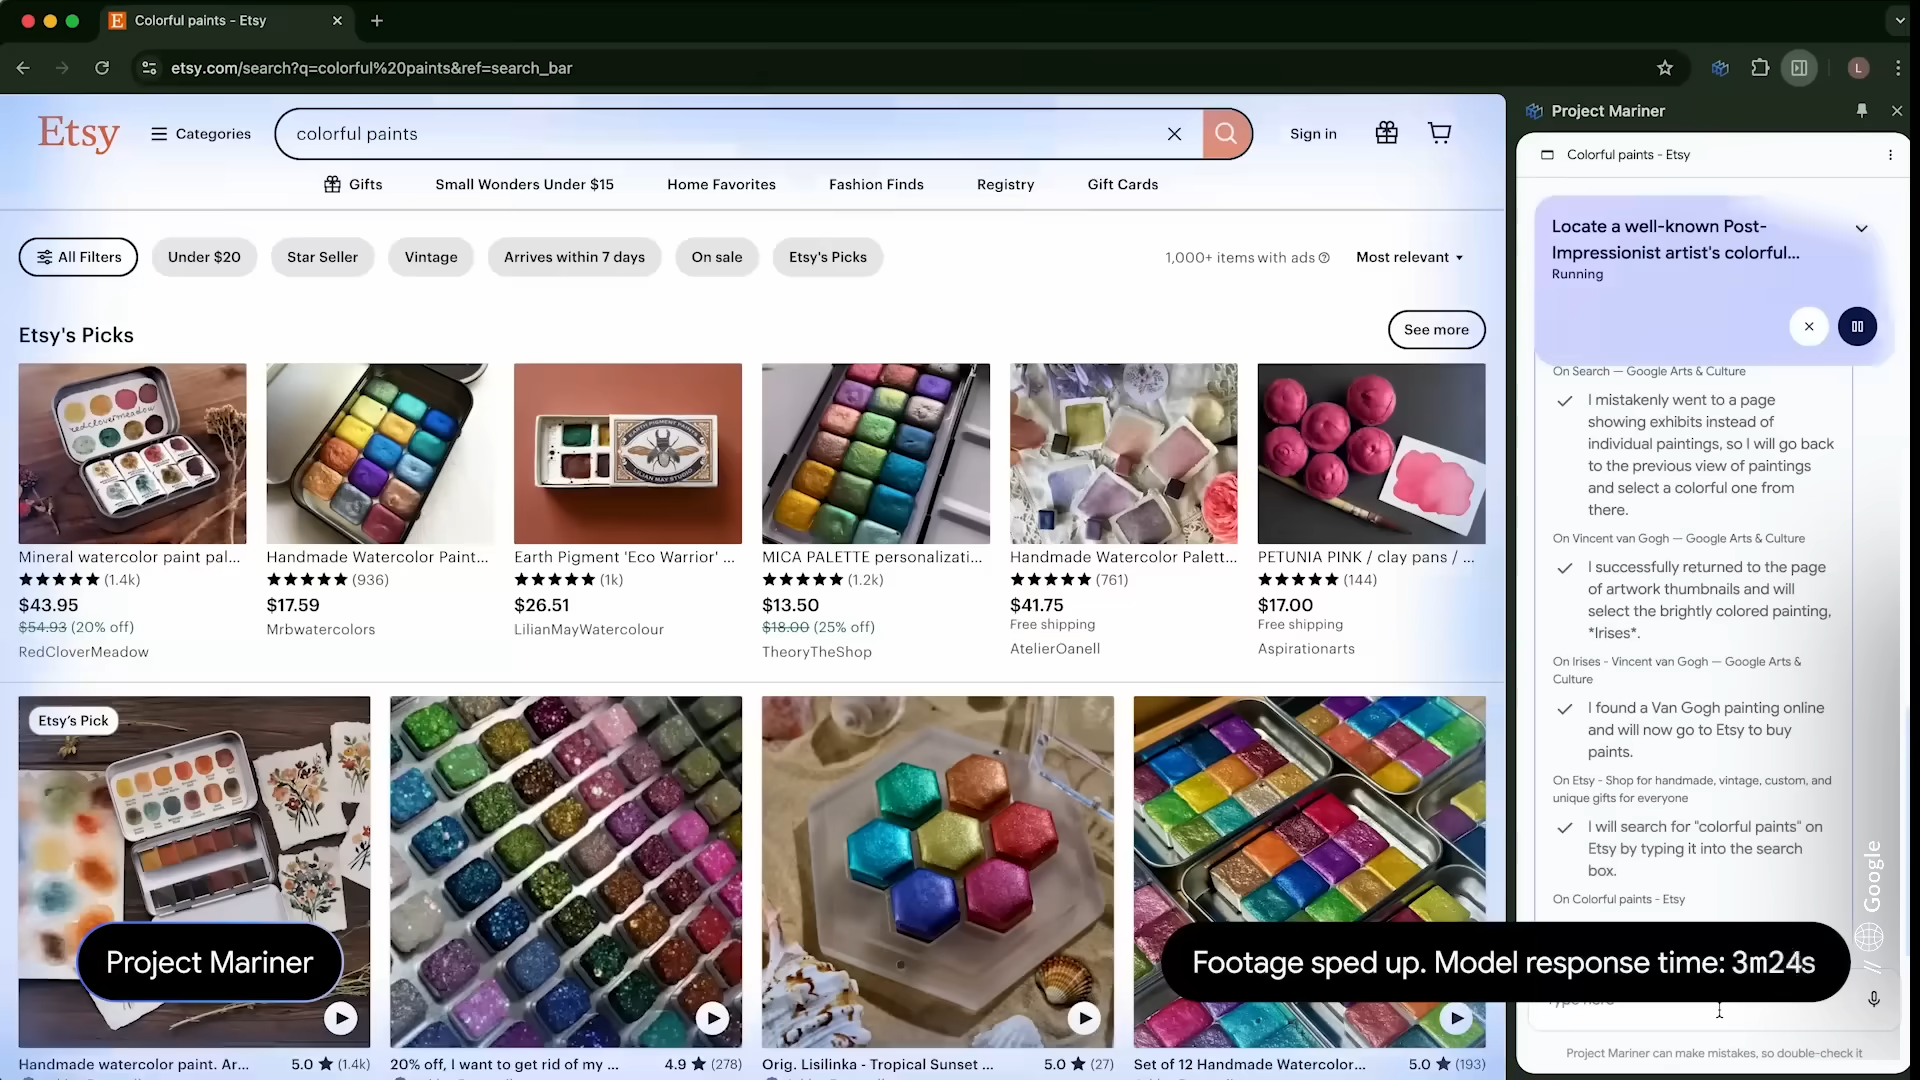 Colorful paints - Etsy
etsy.com/search?q=colorful%20paints&ref=search_bar
L
Etsy
Categories
colorful paints
Sign in
Gifts
Small Wonders Under $15
Home Favorites
Fashion Finds
Registry
Gift Cards
All Filters
Under $20
Star Seller
Vintage
Arrives within 7 days
On sale
Etsy's Picks
1,000+ items with ads
Most relevant
Etsy's Picks
See more
redclovermeadow
EARTH PIGMENT PAINTS
LILIAN MAY STUDIO
Mineral watercolor paint pal...
(1.4k)
$43.95
$54.93 (20% off)
RedCloverMeadow
Handmade Watercolor Paint...
(936)
$17.59
Mrbwatercolors
Earth Pigment 'Eco Warrior' ...
(1k)
$26.51
LilianMayWatercolour
MICA PALETTE personalizati...
(1.2k)
$13.50
$18.00 (25% off)
TheoryTheShop
Handmade Watercolor Palett...
(761)
$41.75
Free shipping
AtelierOanell
PETUNIA PINK / clay pans / ...
(144)
$17.00
Free shipping
Aspirationarts
Etsy's Pick
Handmade watercolor paint. Ar...
5.0 (1.4k)
20% off, I want to get rid of my ...
4.9 (278)
Orig. Lisilinka - Tropical Sunset ...
5.0 (27)
Set of 12 Handmade Watercolor...
5.0 (193)
Project Mariner
Colorful paints - Etsy
Locate a well-known Post-
Impressionist artist's colorful...
Running
On Search — Google Arts & Culture
I mistakenly went to a page
showing exhibits instead of
individual paintings, so I will go back
to the previous view of paintings
and select a colorful one from
there.
On Vincent van Gogh — Google Arts & Culture
I successfully returned to the page
of artwork thumbnails and will
select the brightly colored painting,
*Irises*.
On Irises - Vincent van Gogh — Google Arts &
Culture
I found a Van Gogh painting online
and will now go to Etsy to buy
paints.
On Etsy - Shop for handmade, vintage, custom, and
unique gifts for everyone
I will search for "colorful paints" on
Etsy by typing it into the search
box.
On Colorful paints - Etsy
Type here
Project Mariner can make mistakes, so double-check it
Project Mariner
Footage sped up. Model response time: 3m24s
// Google